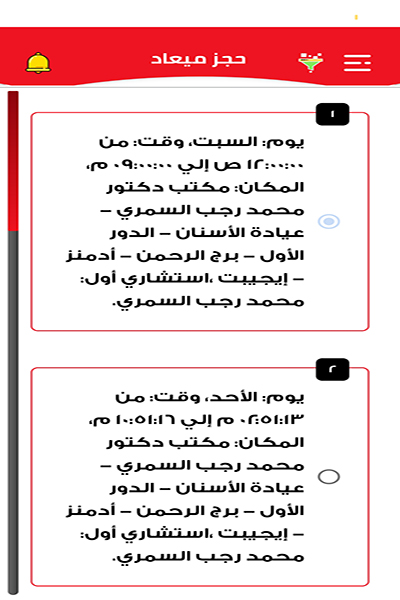 حجز ميعاد
١
يوم: السبت، وقت: من
١٢:٠٠:٠٠ ص إلي ٠٩:٠٠:٠٠ م،
المكان: مكتب دكتور
محمد رجب السمري –
عيادة الأسنان – الدور
الأول – برج الرحمن – أدمنز
– إيجيبت ،استشاري أول:
محمد رجب السمري.
٢
يوم: الأحد، وقت: من
٠٢:٥١:١٣ م إلي ١٠:٥١:١٦ م،
المكان: مكتب دكتور
محمد رجب السمري –
عيادة الأسنان – الدور
الأول – برج الرحمن – أدمنز
– إيجيبت ،استشاري أول:
محمد رجب السمري.